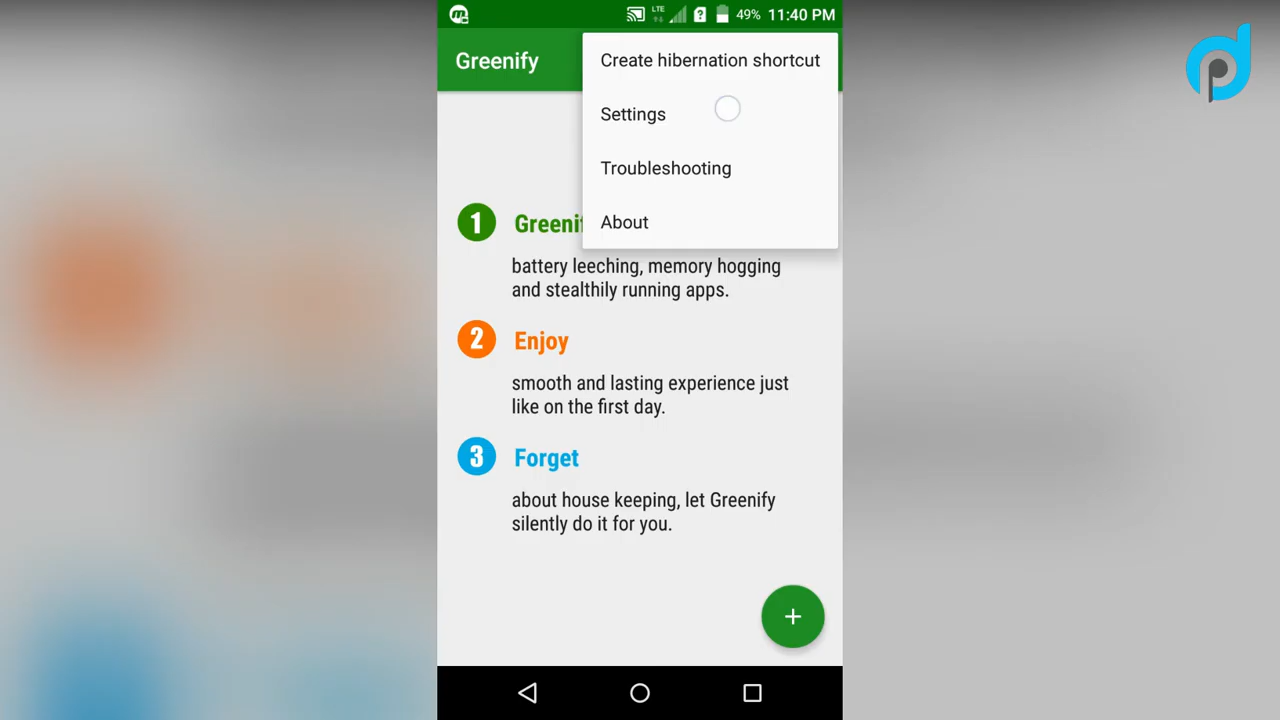 LTE 49% 11:40 PM
Greenify
Create hibernation shortcut
Settings
Troubleshooting
About
1
battery leeching, memory hogging
and stealthily running apps.
2 Enjoy
smooth and lasting experience just
like on the first day.
3 Forget
about house keeping, let Greenify
silently do it for you.
+